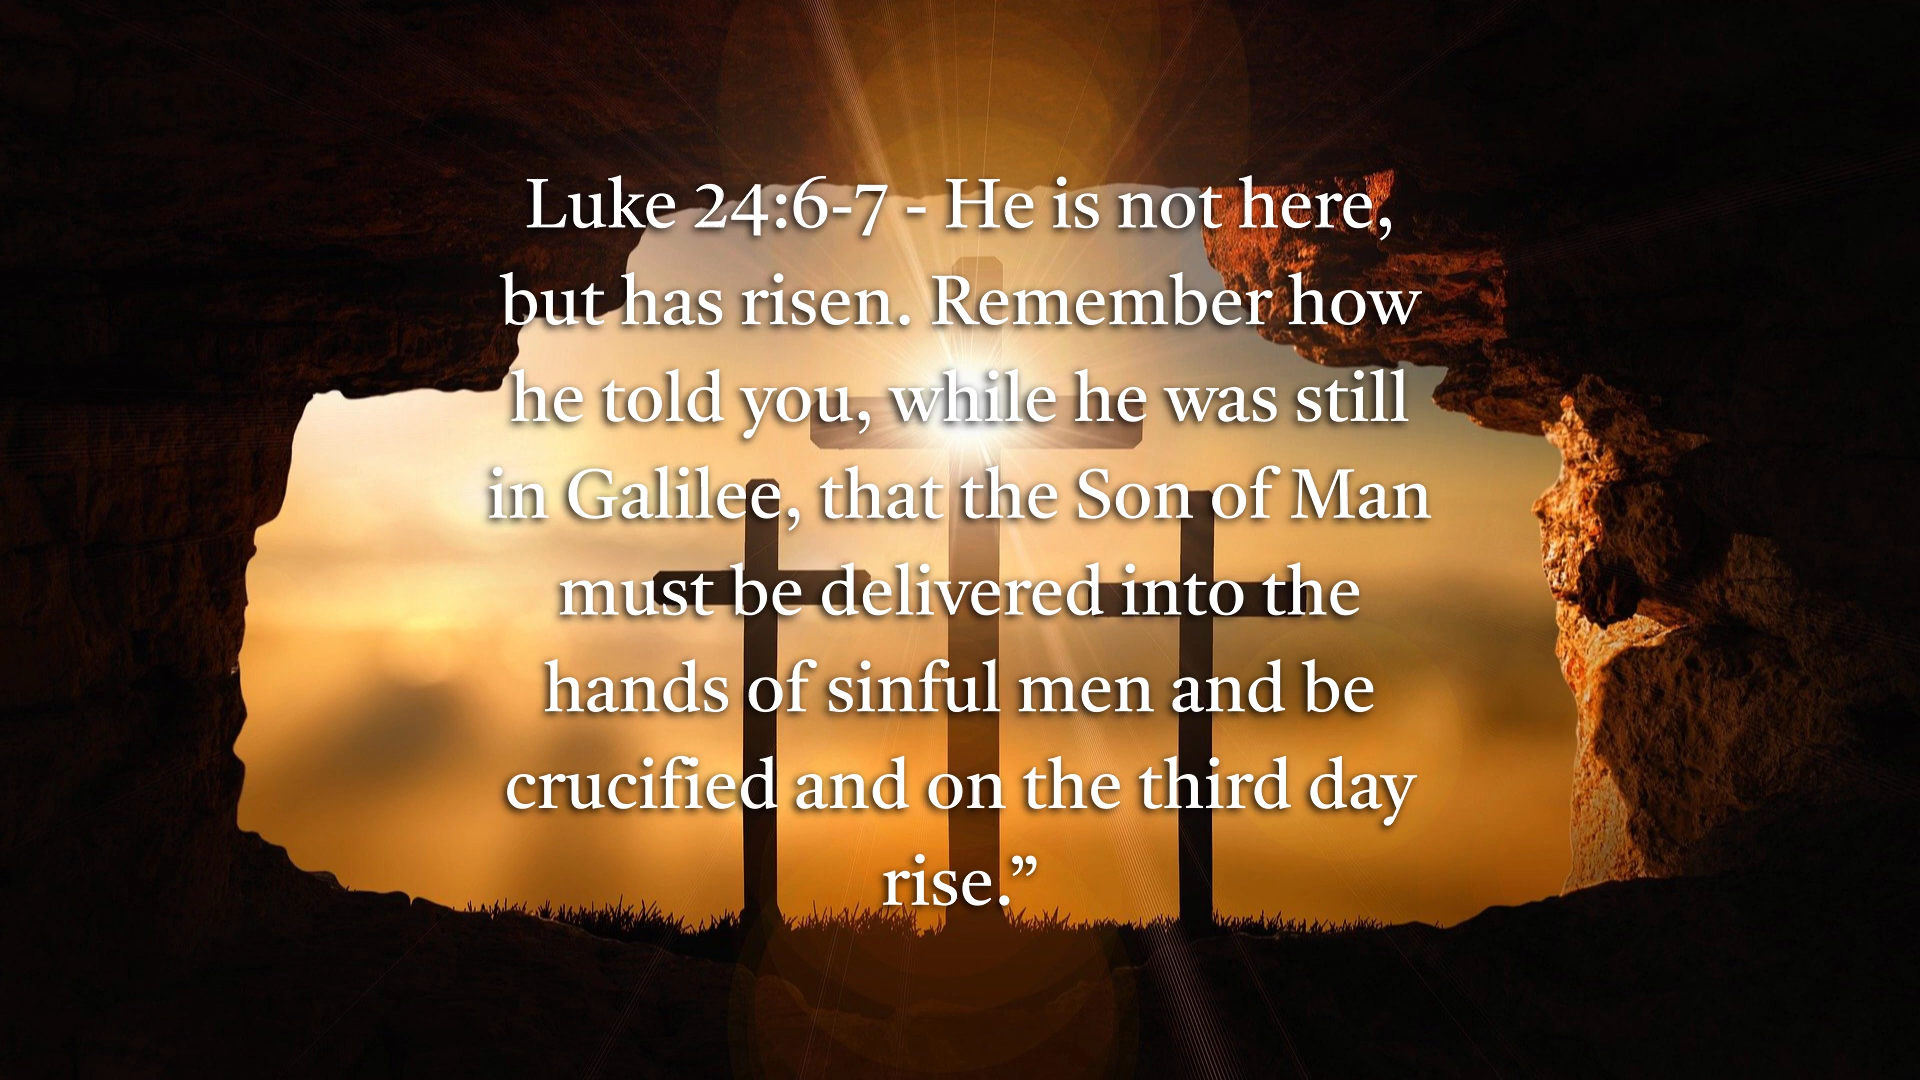 Luke 24:6-7 - He is not here,
but has risen. Remember how
he told you, while he was still
in Galilee, that the Son of Man
must be delivered into the
hands of sinful men and be
crucified and on the third day
rise.”